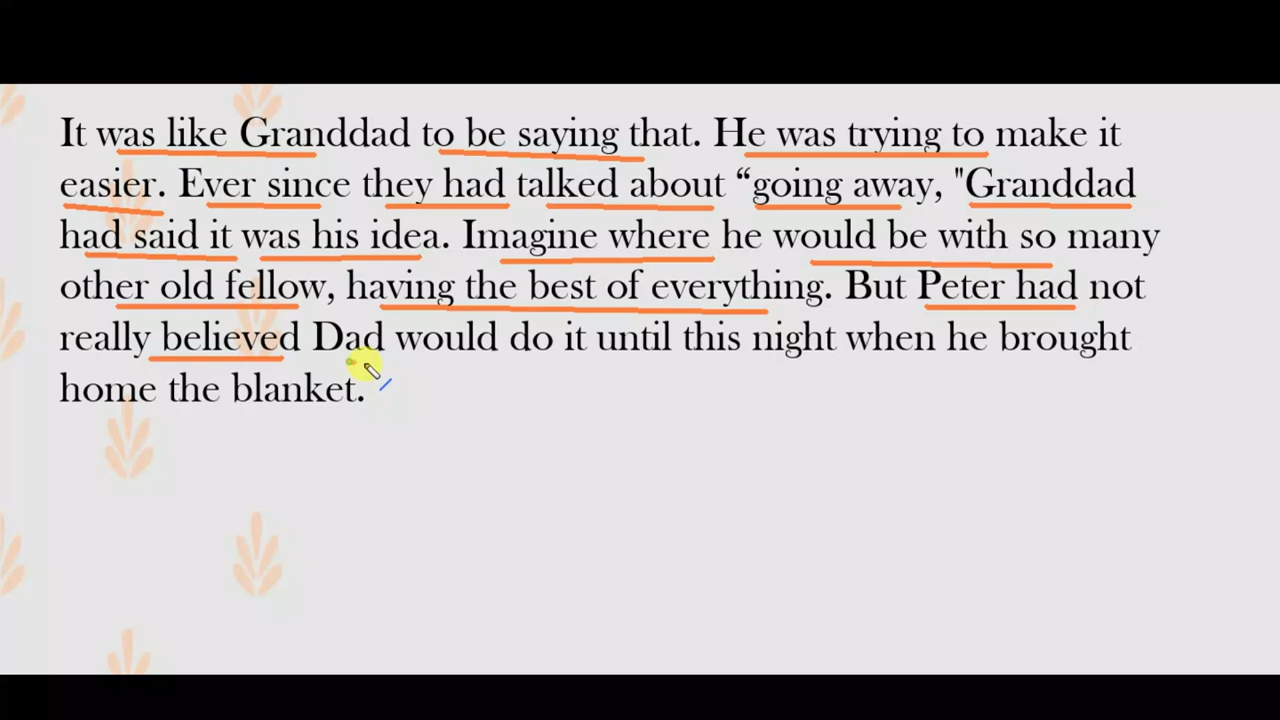 It was like Granddad to be saying that. He was trying to make it
easier. Ever since they had talked about “going away, "Granddad
had said it was his idea. Imagine where he would be with so many
other old fellow, having the best of everything. But Peter had not
really believed Dad would do it until this night when he brought
home the blanket.